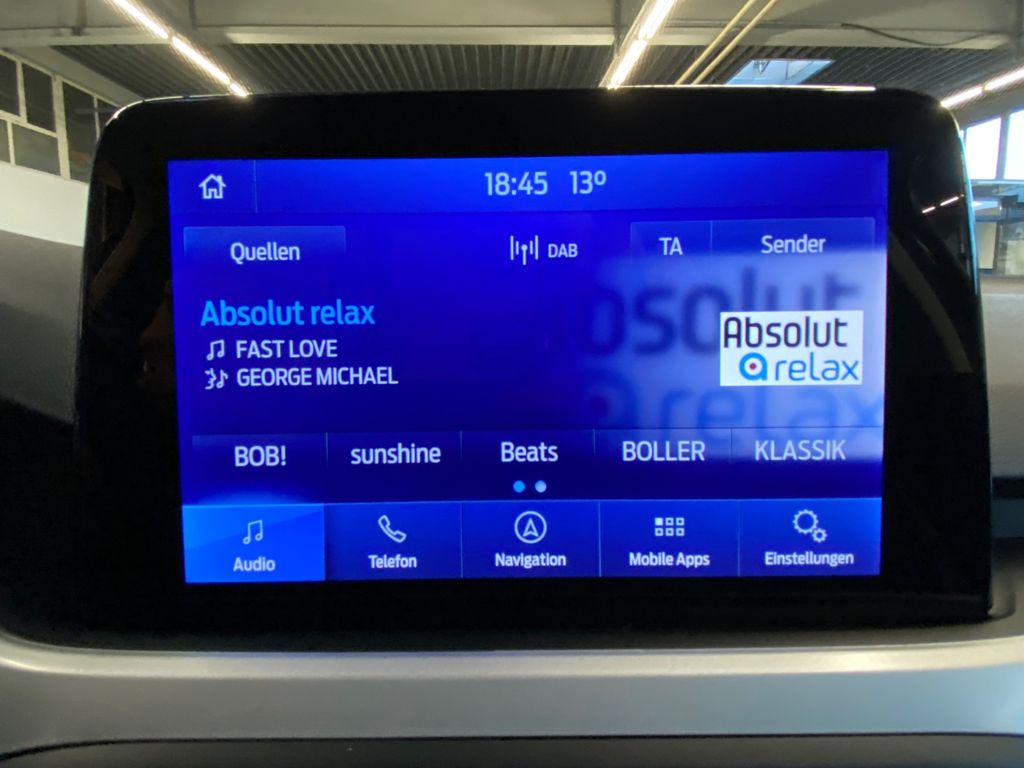 18:45 13º
Quellen
DAB
TA
Sender
Absolut relax
FAST LOVE
GEORGE MICHAEL
Absolut
relax
BOB!
sunshine
Beats
BOLLER
KLASSIK
Audio
Telefon
Navigation
Mobile Apps
Einstellungen